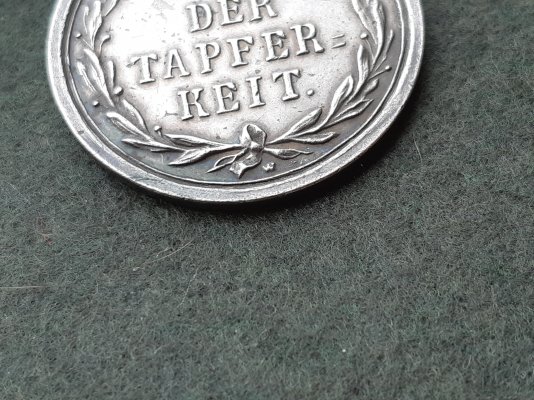 DER
TAPFER=
KEIT.